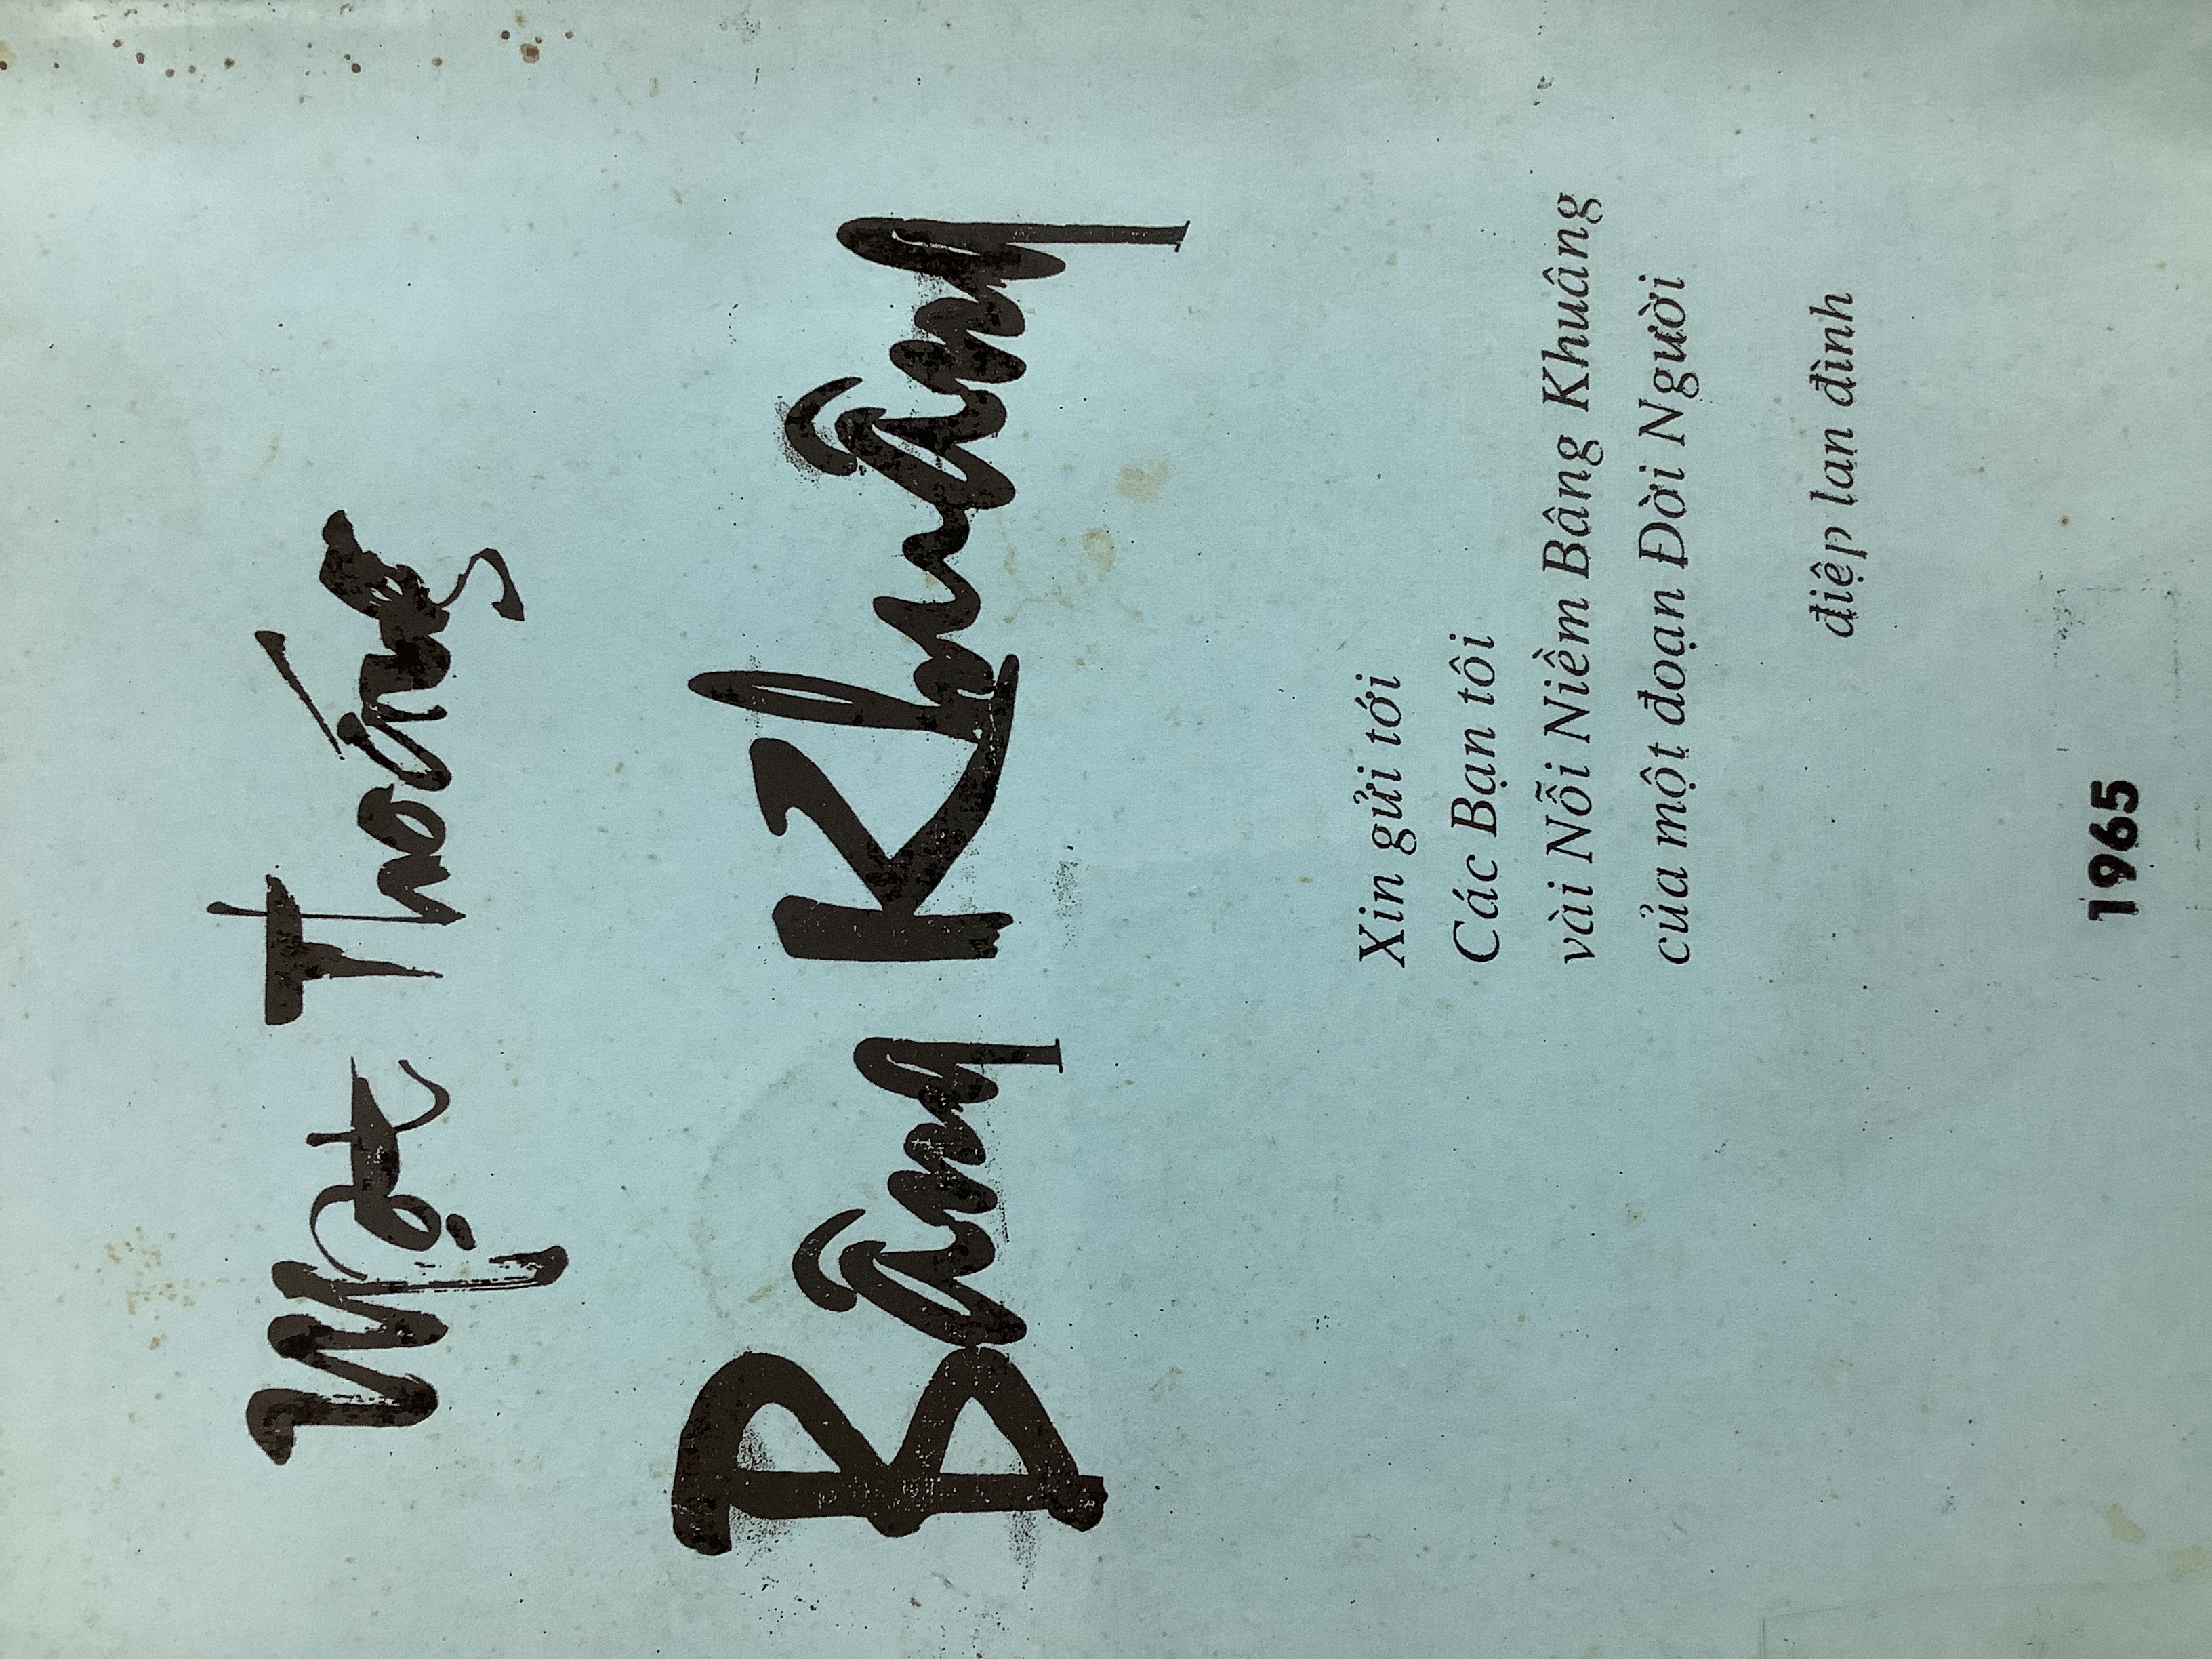 Một Thoáng
Bâng Khuâng
Xin gửi tới
Các Bạn tôi
vài Nỗi Niềm Bâng Khuâng
của một đoạn Đời Người
điệp lan đình
1965